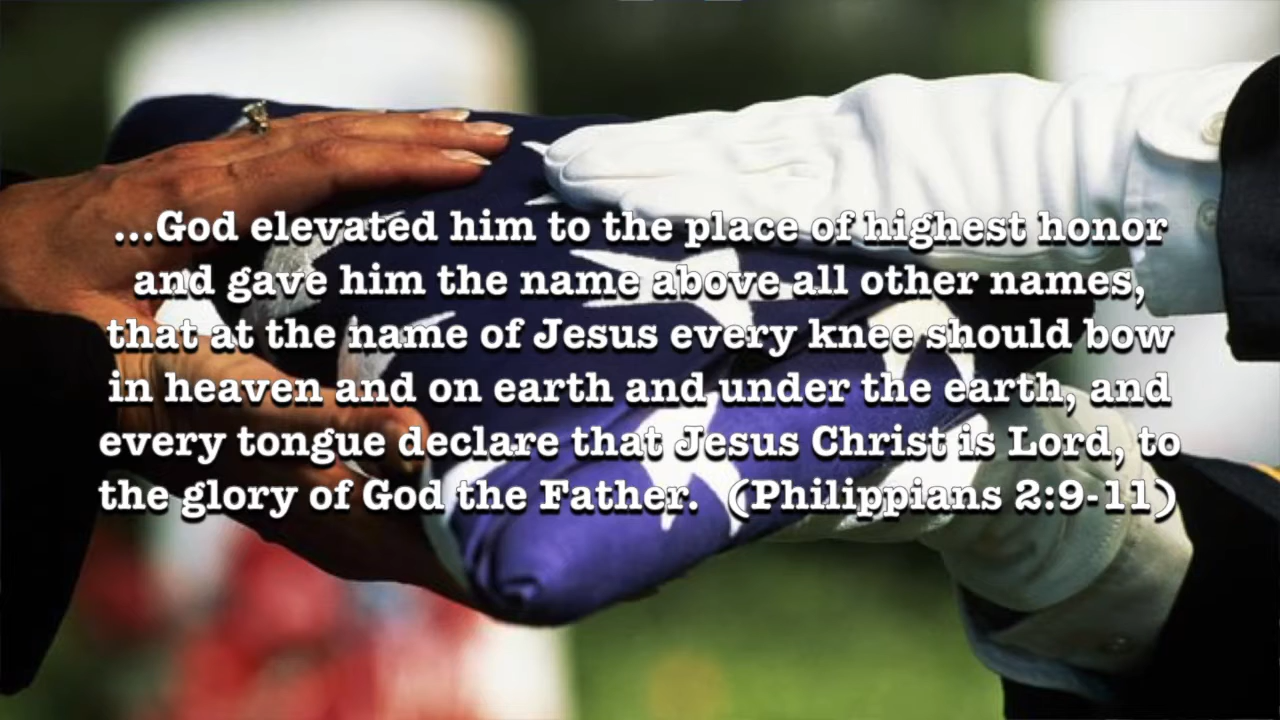 ...God elevated him to the place of highest honor
and gave him the name above all other names,
that at the name of Jesus every knee should bow
in heaven and on earth and under the earth, and
every tongue declare that Jesus Christ is Lord, to
the glory of God the Father.  (Philippians 2:9-11)